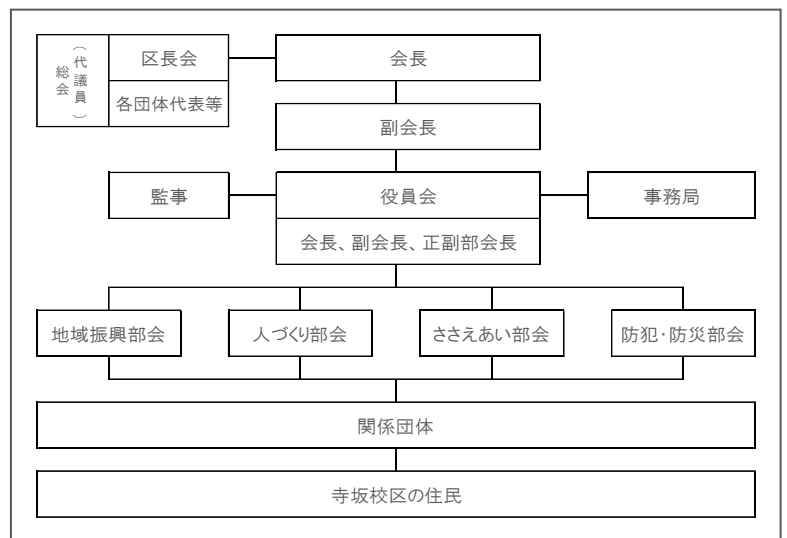 総会
（代議員）
区長会
各団体代表等
会長
副会長
監事
役員会
事務局
会長、副会長、正副部会長
地域振興部会
人づくり部会
ささえあい部会
防犯・防災部会
関係団体
寺坂校区の住民